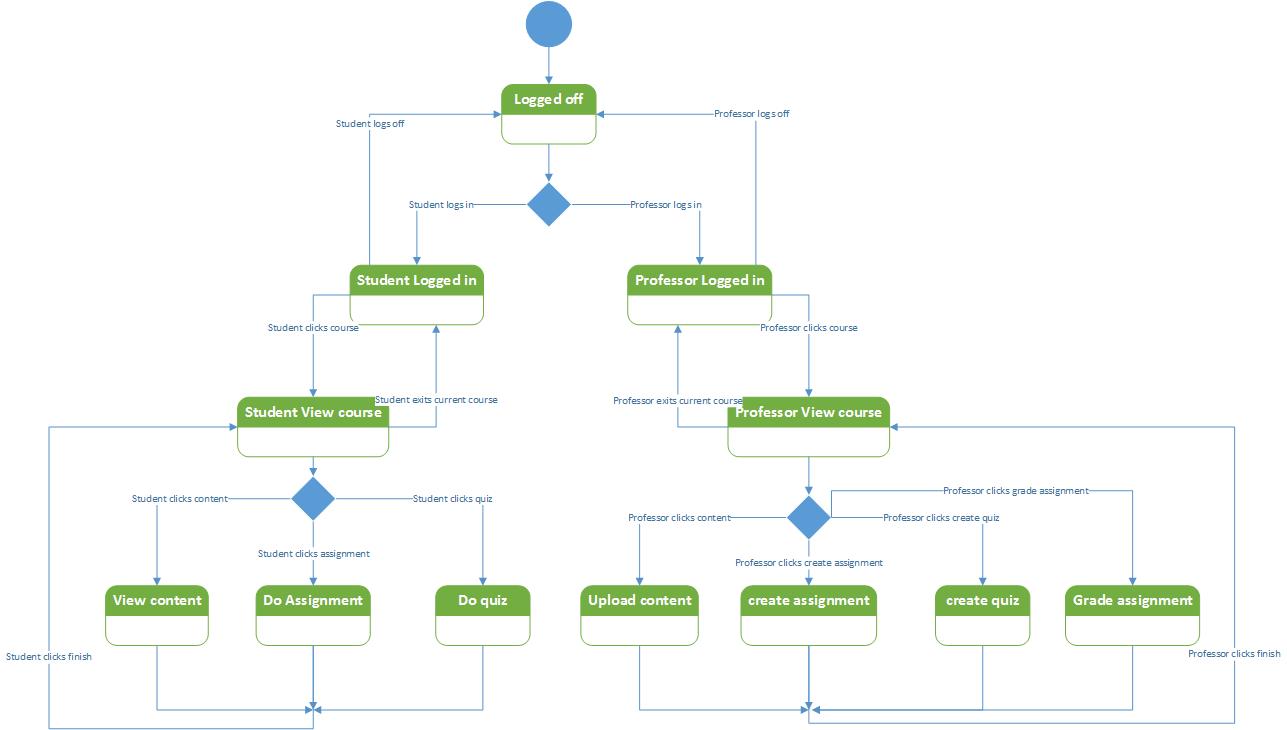 Logged off
Student logs off
Professor logs off
Student logs in
Professor logs in
Student Logged in
Professor Logged in
Student clicks course
Professor clicks course
Student exits current course
Professor exits current course
Student View course
Professor View course
Student clicks content
Student clicks quiz
Professor clicks grade assignment
Professor clicks content
Professor clicks create quiz
Student clicks assignment
Professor clicks create assignment
View content
Do Assignment
Do quiz
Upload content
create assignment
create quiz
Grade assignment
Student clicks finish
Professor clicks finish